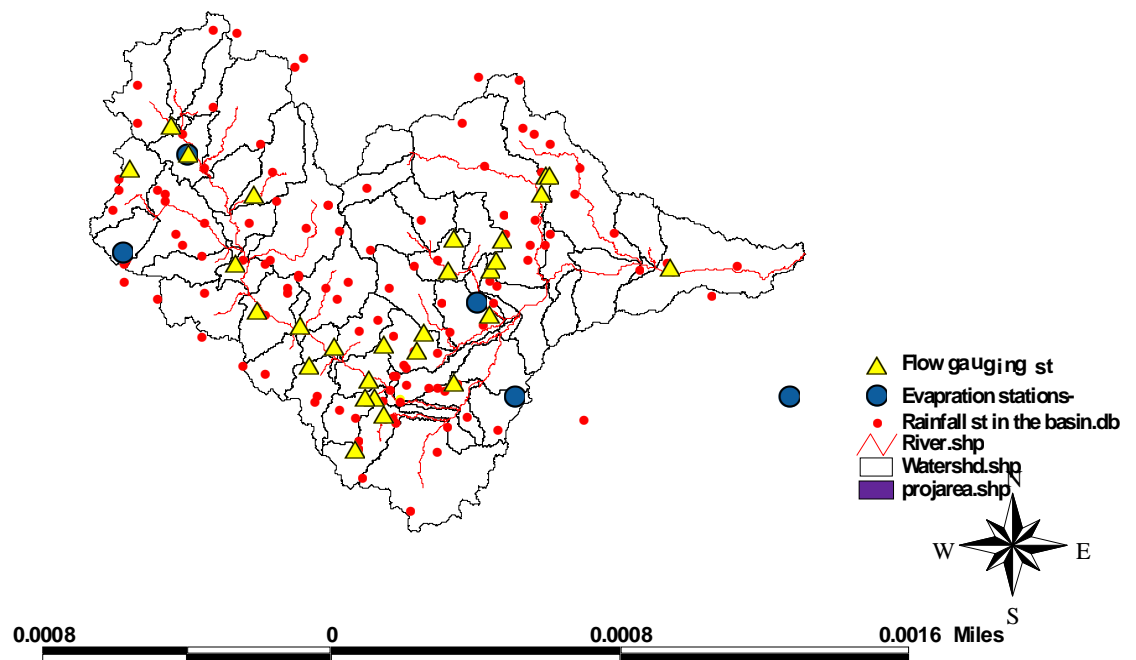 Flow gauging st
Evapration stations-
Rainfall st in the basin.db
River.shp
Watershd.shp
projarea.shp
N
W E
S
0.0008 0 0.0008 0.0016 Miles